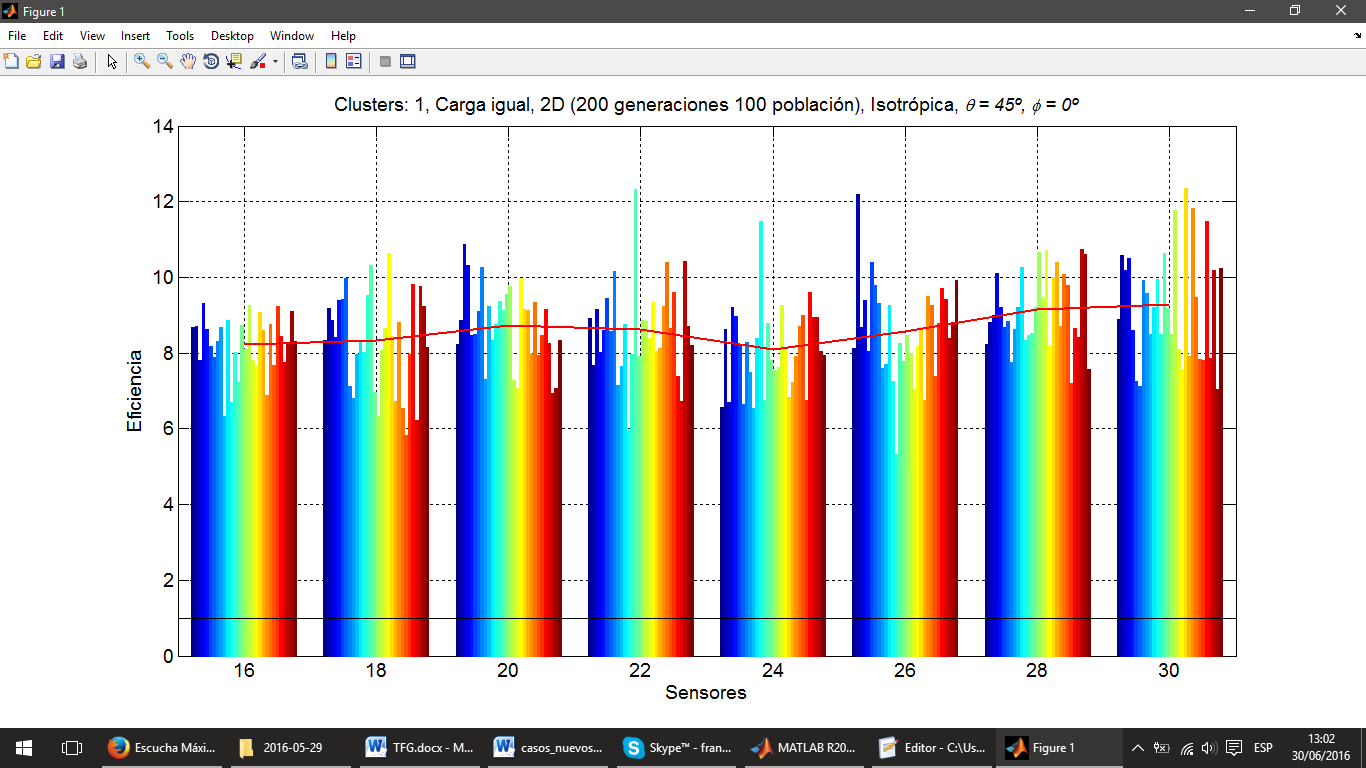 Figure 1
File Edit View Insert Tools Desktop Window Help
Clusters: 1, Carga igual, 2D (200 generaciones 100 población), Isotrópica, θ = 45º, ϕ = 0º
14
12
10
8
6
4
2
0
Eficiencia
16 18 20 22 24 26 28 30
Sensores
Escucha Máxi... 2016-05-29 TFG.docx - M... casos_nuevos... Skype™ - fran... MATLAB R20... Editor - C:\Us... Figure 1 ESP 13:02
30/06/2016